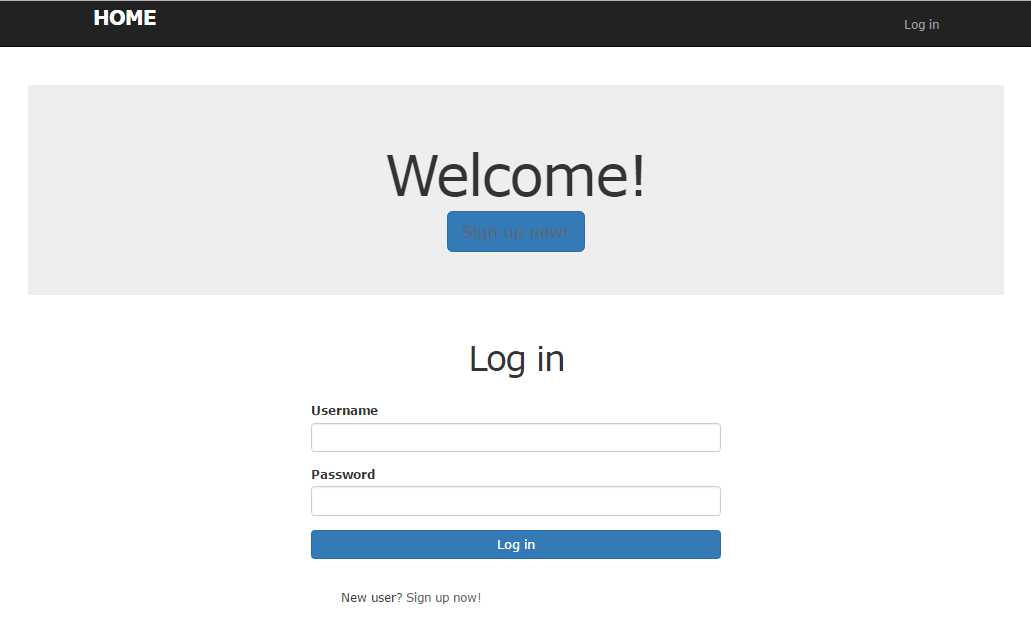 HOME
Log in
Welcome!
Sign up now!
Log in
Username
Password
Log in
New user? Sign up now!